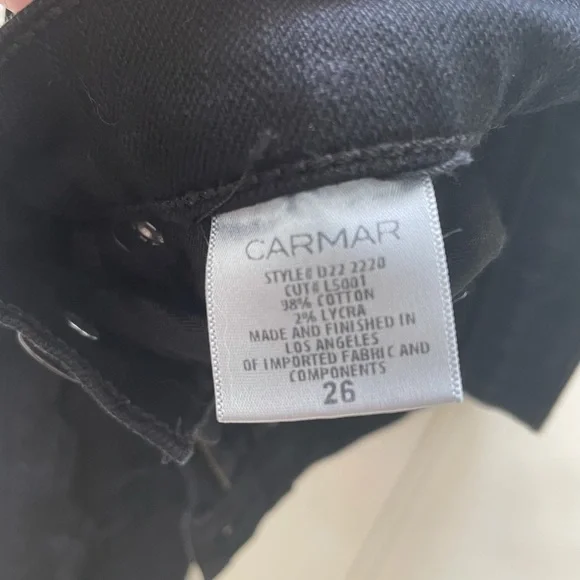 CARMAR
STYLE# D22 2220
CUT# LS001
98% COTTON
2% LYCRA
MADE AND FINISHED IN
LOS ANGELES
OF IMPORTED FABRIC AND
COMPONENTS
26